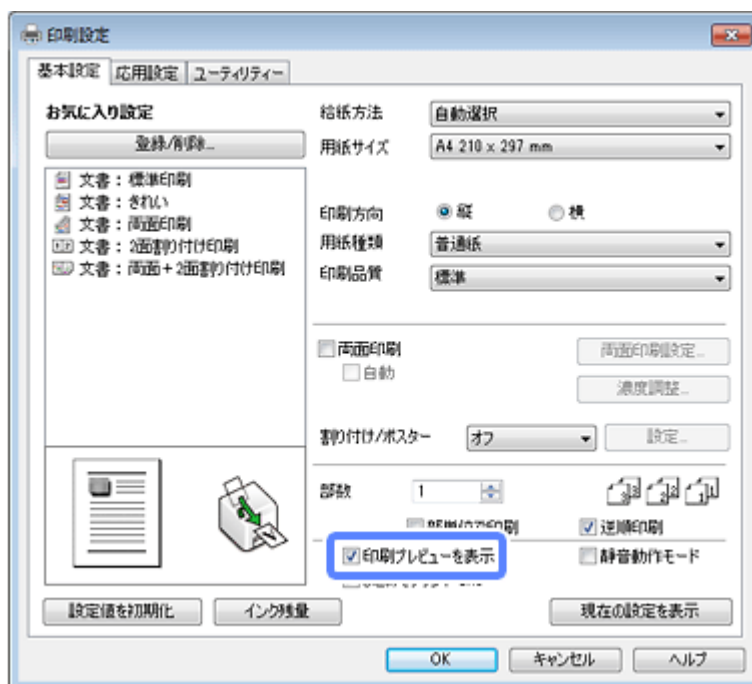 印刷設定
基本設定 応用設定 ユーティリティー
お気に入り設定
登録/削除...
文書：標準印刷
文書：きれい
文書：両面印刷
文書：2面割り付け印刷
文書：両面＋2面割り付け印刷
給紙方法 自動選択
用紙サイズ A4 210 x 297 mm
印刷方向 縦 横
用紙種類 普通紙
印刷品質 標準
両面印刷 両面印刷設定...
自動
濃度調整...
割り付け/ポスター オフ 設定...
部数 1
逆順印刷
印刷プレビューを表示 静音動作モード
設定値を初期化 インク残量 現在の設定を表示
OK キャンセル ヘルプ